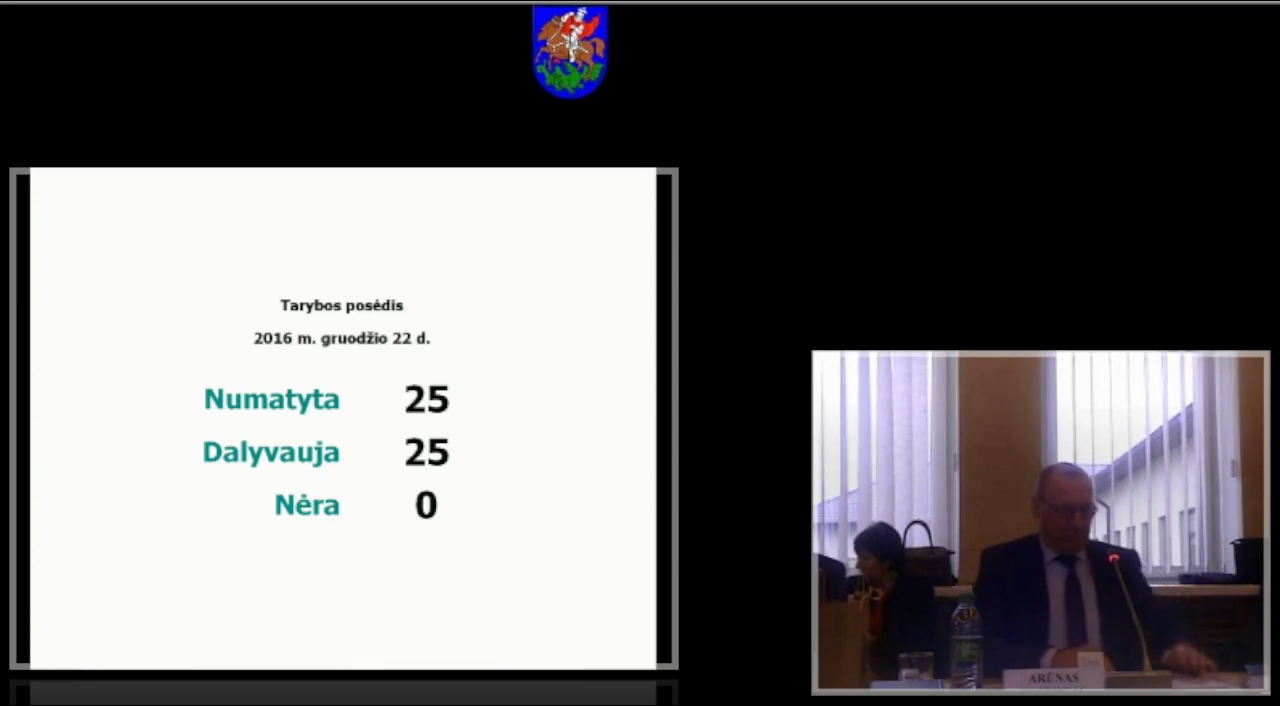 Tarybos posėdis
2016 m. gruodžio 22 d.
Numatyta 25
Dalyvauja 25
Nėra 0
ARŪNAS